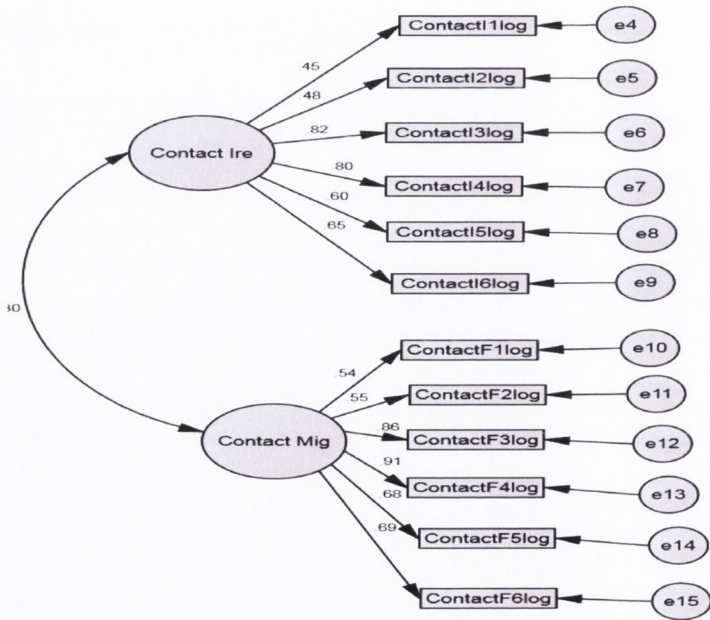 ContactI1log
e4
.45
ContactI2log
e5
.48
ContactI3log
e6
.82
Contact Ire
ContactI4log
e7
.80
ContactI5log
e8
.60
ContactI6log
e9
.65
ContactF1log
e10
.54
ContactF2log
e11
.55
ContactF3log
e12
.86
Contact Mig
ContactF4log
e13
.91
ContactF5log
e14
.68
ContactF6log
e15
.69